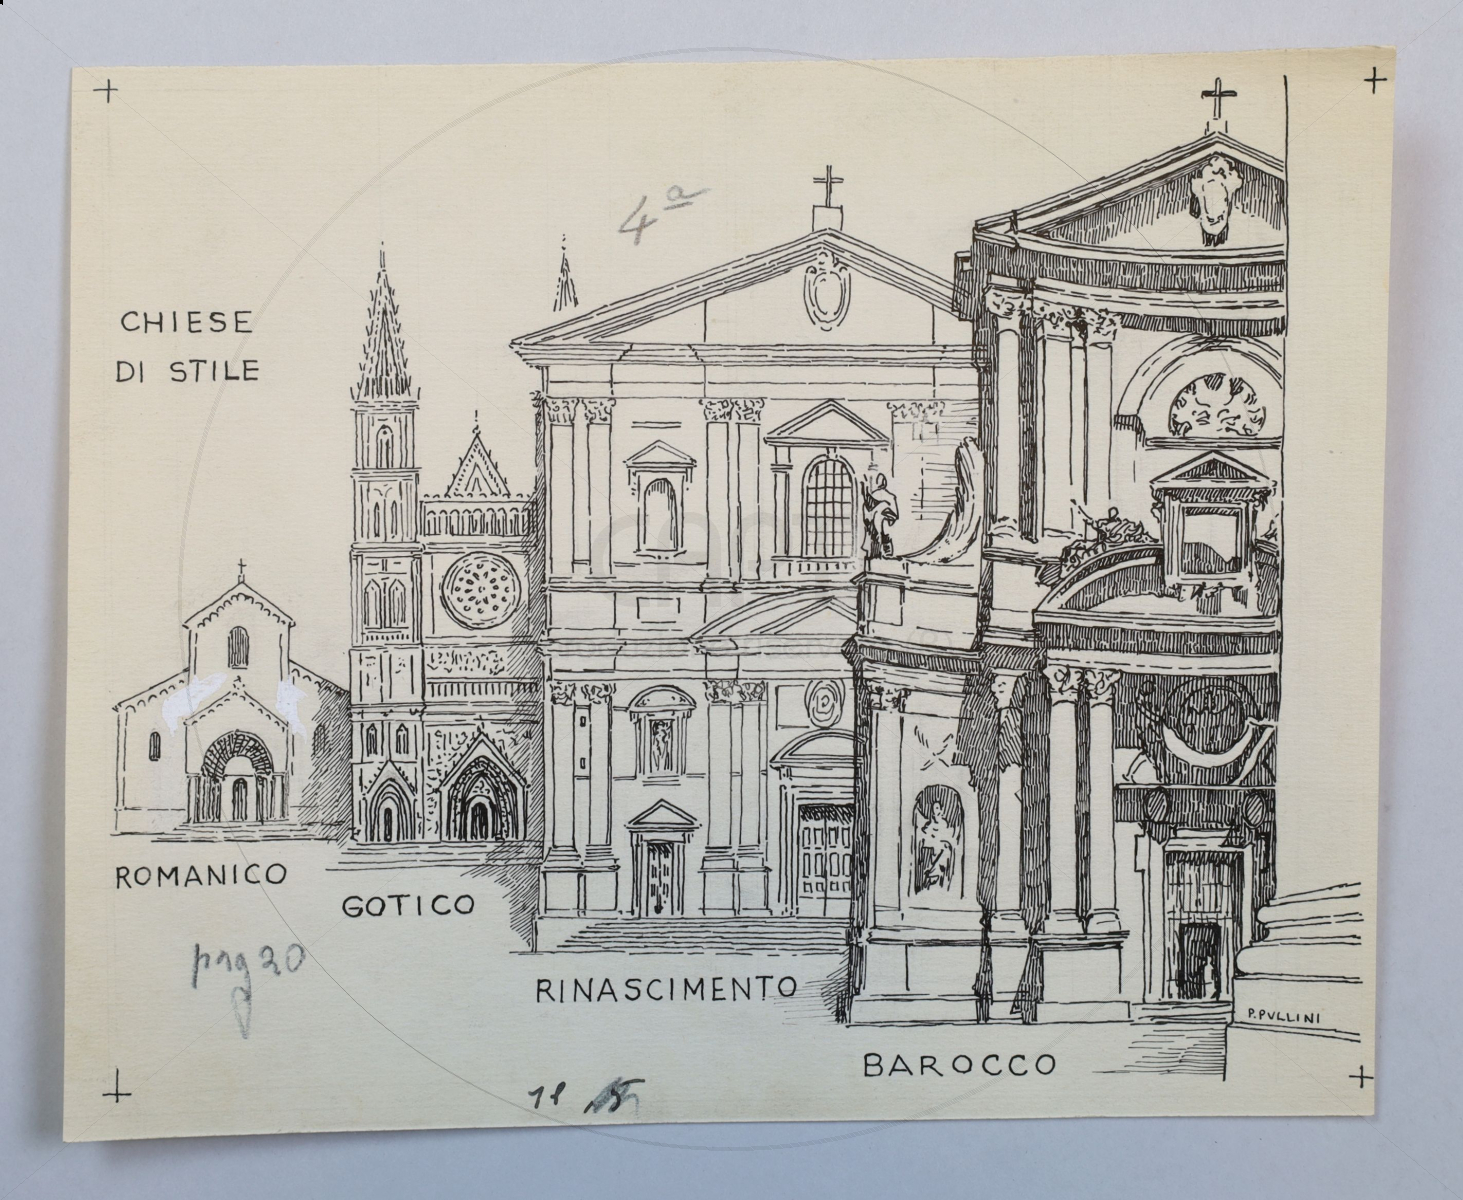 4ª
CHIESE
DI STILE
ROMANICO
GOTICO
pag 20
RINASCIMENTO
P. PULLINI
BAROCCO